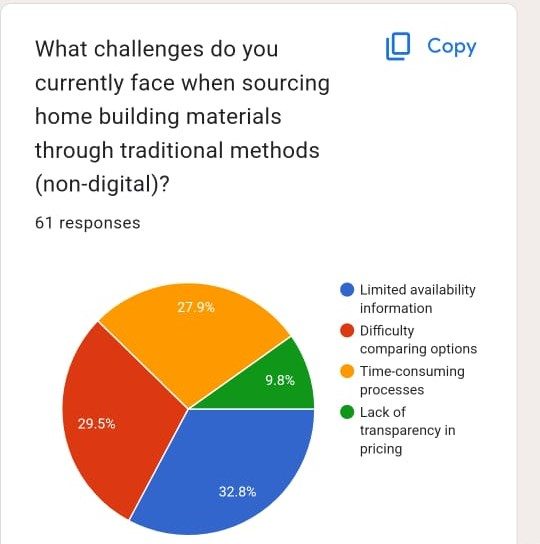 What challenges do you
currently face when sourcing
home building materials
through traditional methods
(non-digital)?
Copy
61 responses
27.9%
9.8%
29.5%
32.8%
Limited availability
information
Difficulty
comparing options
Time-consuming
processes
Lack of
transparency in
pricing